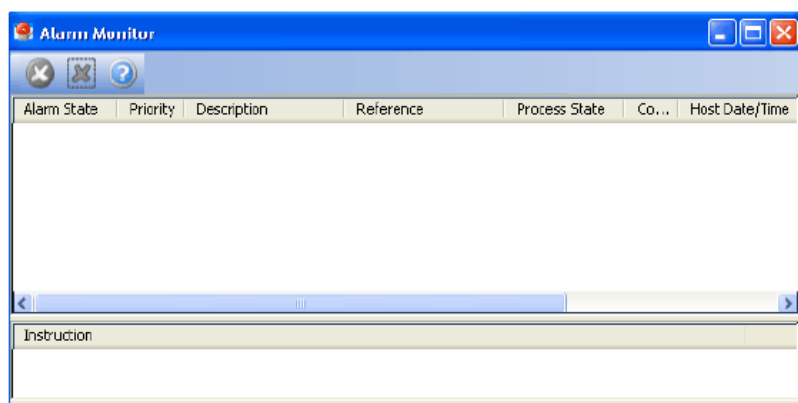 Alarm Monitor
Alarm State Priority Description Reference Process State Co... Host Date/Time
Instruction